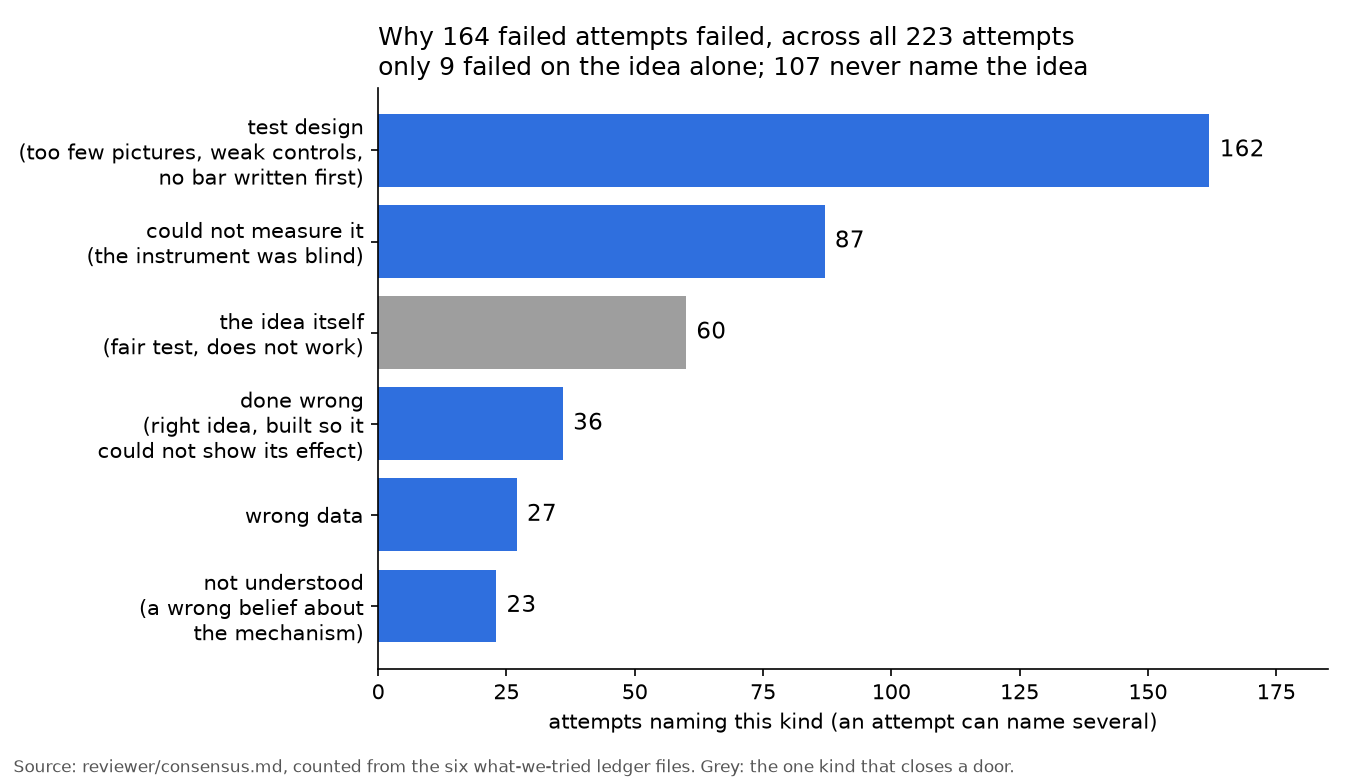 Why 164 failed attempts failed, across all 223 attempts
only 9 failed on the idea alone; 107 never name the idea
test design
(too few pictures, weak controls,
no bar written first)
162
could not measure it
(the instrument was blind)
87
the idea itself
(fair test, does not work)
60
done wrong
(right idea, built so it
could not show its effect)
36
wrong data
27
not understood
(a wrong belief about
the mechanism)
23
0 25 50 75 100 125 150 175
attempts naming this kind (an attempt can name several)
Source: reviewer/consensus.md, counted from the six what-we-tried ledger files. Grey: the one kind that closes a door.